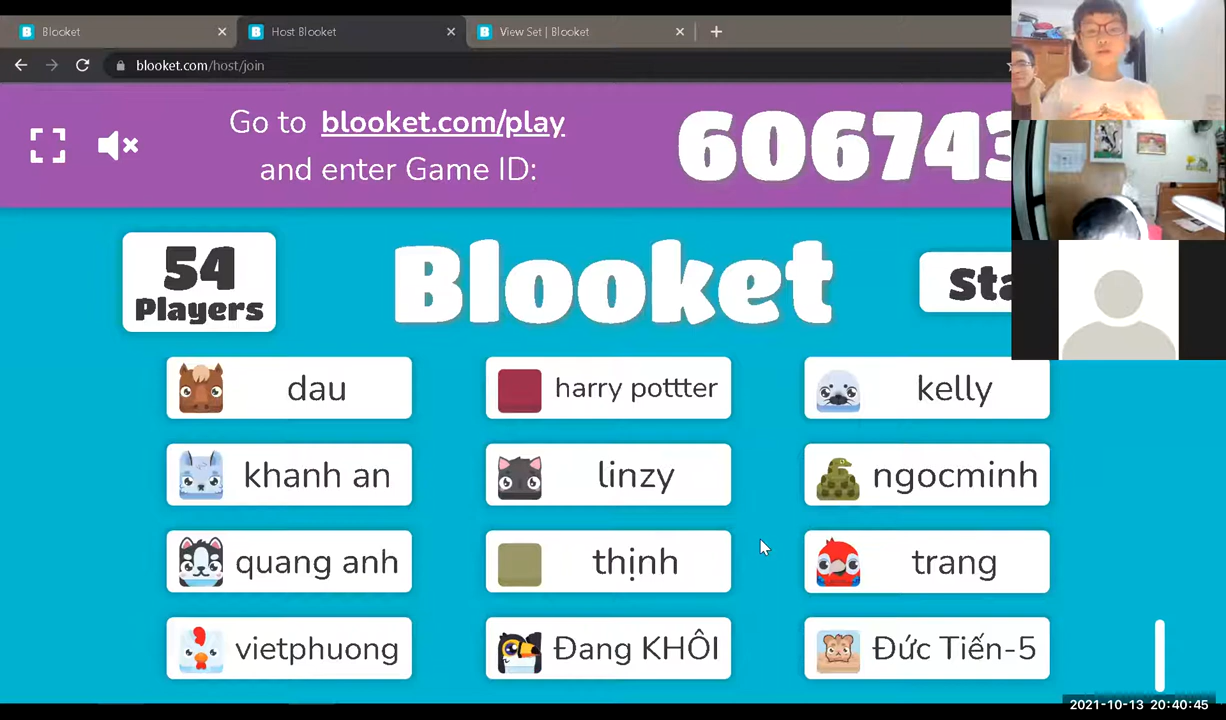 Blooket
Host Blooket
View Set | Blooket
blooket.com/host/join
Go to blooket.com/play
and enter Game ID:
606743
54
Players
Blooket
Sta
dau
harry pottter
kelly
khanh an
linzy
ngocminh
quang anh
thịnh
trang
vietphuong
Đang KHÔI
Đức Tiến-5
2021-10-13 20:40:45